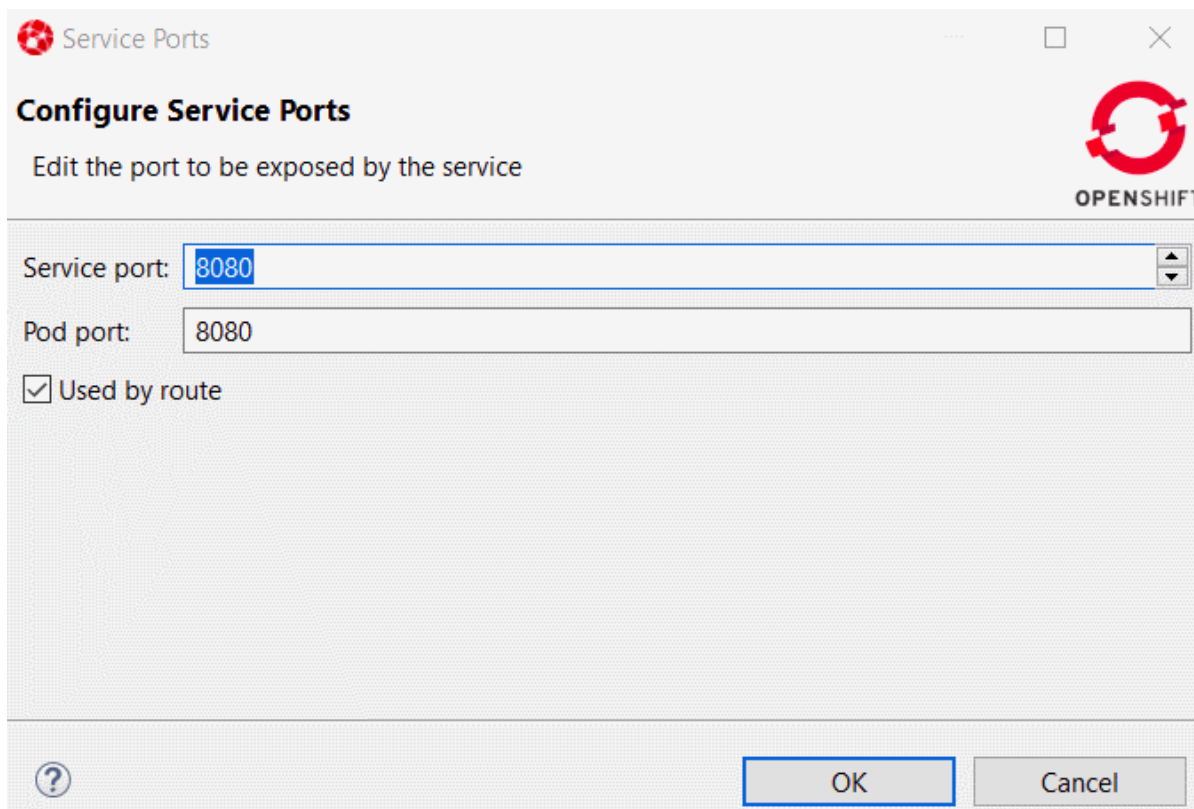 Service Ports
Configure Service Ports
Edit the port to be exposed by the service
OPENSHIFT
Service port: 8080
Pod port: 8080
Used by route
?
OK Cancel